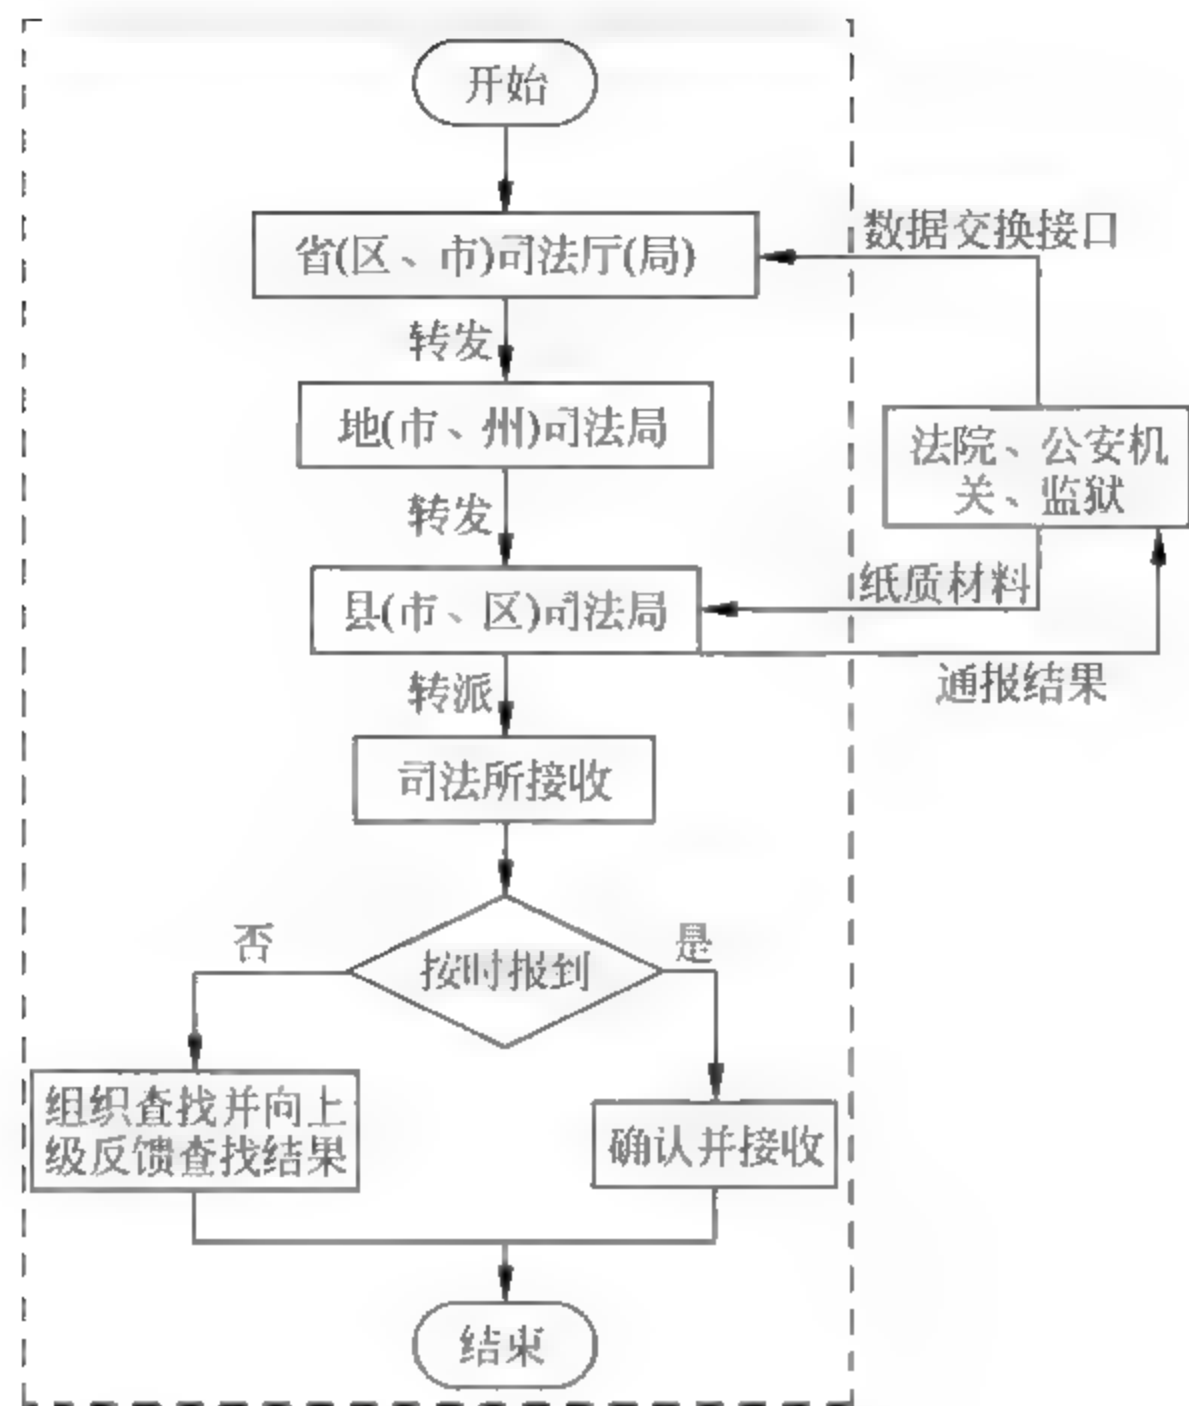 开始
数据交换接口
省(区、市)司法厅(局)
转发
地(市、州)司法局
法院、公安机
关、监狱
转发
纸质材料
县(市、区)司法局
通报结果
转派
司法所接收
否
是
按时报到
组织查找并向上
级反馈查找结果
确认并接收
结束